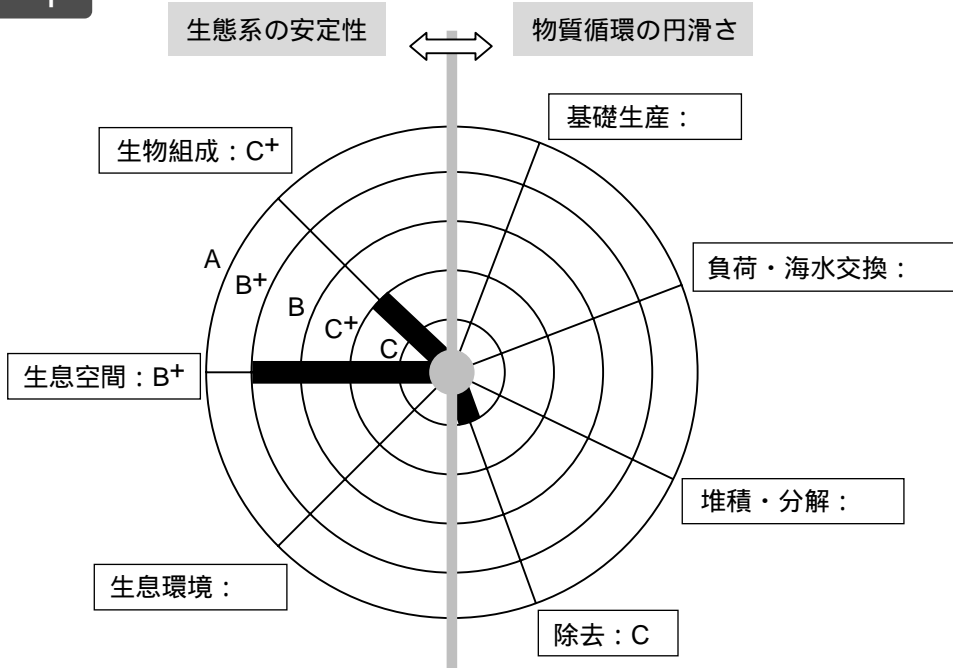 生態系の安定性
物質循環の円滑さ
基礎生産：
生物組成：C+
負荷・海水交換：
A
B+
B
C+
C
生息空間：B+
堆積・分解：
生息環境：
除去：C